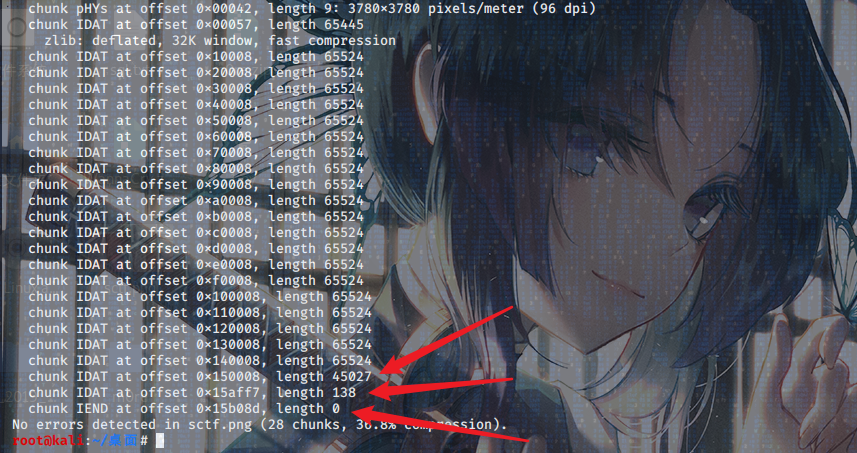 chunk pHYs at offset 0×00042, length 9: 3780×3780 pixels/meter (96 dpi)
chunk IDAT at offset 0×00057, length 65445
zlib: deflated, 32K window, fast compression
chunk IDAT at offset 0×10008, length 65524
chunk IDAT at offset 0×20008, length 65524
chunk IDAT at offset 0×30008, length 65524
chunk IDAT at offset 0×40008, length 65524
chunk IDAT at offset 0×50008, length 65524
chunk IDAT at offset 0×60008, length 65524
chunk IDAT at offset 0×70008, length 65524
chunk IDAT at offset 0×80008, length 65524
chunk IDAT at offset 0×90008, length 65524
chunk IDAT at offset 0×a0008, length 65524
chunk IDAT at offset 0×b0008, length 65524
chunk IDAT at offset 0×c0008, length 65524
chunk IDAT at offset 0×d0008, length 65524
chunk IDAT at offset 0×e0008, length 65524
chunk IDAT at offset 0×f0008, length 65524
chunk IDAT at offset 0×100008, length 65524
chunk IDAT at offset 0×110008, length 65524
chunk IDAT at offset 0×120008, length 65524
chunk IDAT at offset 0×130008, length 65524
chunk IDAT at offset 0×140008, length 65524
chunk IDAT at offset 0×150008, length 45027
chunk IDAT at offset 0×15aff7, length 138
chunk IEND at offset 0×15b08d, length 0
No errors detected in sctf.png (28 chunks, 36.8% compression).
root@kali:~/桌面#